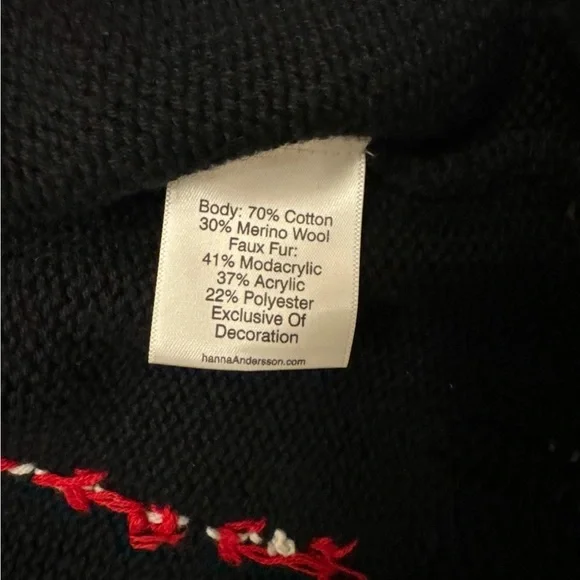 Body: 70% Cotton
30% Merino Wool
Faux Fur:
41% Modacrylic
37% Acrylic
22% Polyester
Exclusive Of
Decoration
hannaAndersson.com